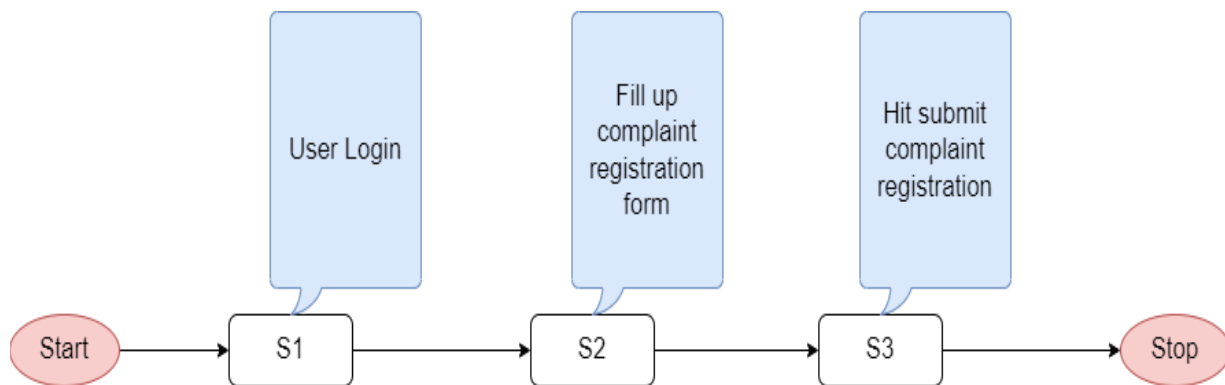 User Login
Fill up
complaint
registration
form
Hit submit
complaint
registration
Start
S1
S2
S3
Stop